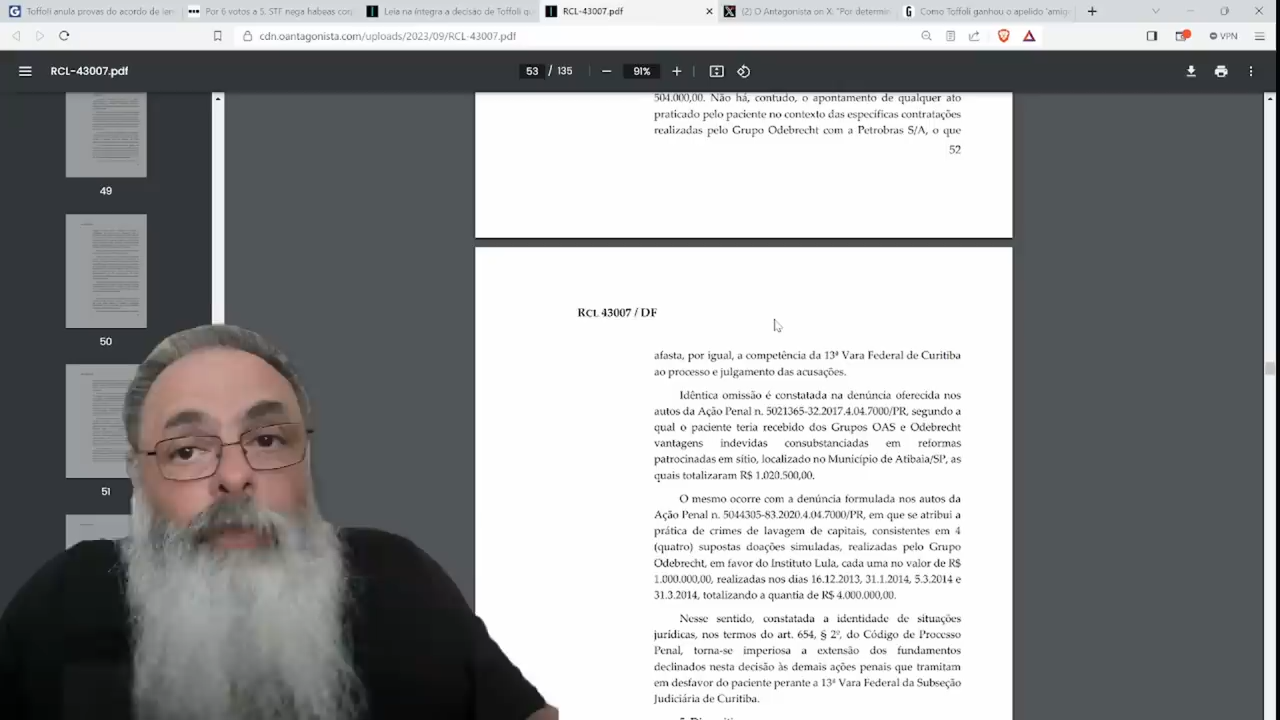 Toffoli anula provas do acordo de len
Por 6 votos a 5, STF nega habeas corp
Leia na íntegra a decisão de Toffoli qu
RCL-43007.pdf
(2) O Antagonista on X: "Por determin
Como Toffoli ganhou o apelido 'amig
cdn.oantagonista.com/uploads/2023/09/RCL-43007.pdf
VPN
RCL-43007.pdf
53 / 135
91%
49
50
51
504.000,00. Não há, contudo, o apontamento de qualquer ato
praticado pelo paciente no contexto das específicas contratações
realizadas pelo Grupo Odebrecht com a Petrobras S/A, o que
52
RCL 43007 / DF
afasta, por igual, a competência da 13ª Vara Federal de Curitiba
ao processo e julgamento das acusações.
Idêntica omissão é constatada na denúncia oferecida nos
autos da Ação Penal n. 5021365-32.2017.4.04.7000/PR, segundo a
qual o paciente teria recebido dos Grupos OAS e Odebrecht
vantagens indevidas consubstanciadas em reformas
patrocinadas em sítio, localizado no Município de Atibaia/SP, as
quais totalizaram R$ 1.020.500,00.
O mesmo ocorre com a denúncia formulada nos autos da
Ação Penal n. 5044305-83.2020.4.04.7000/PR, em que se atribui a
prática de crimes de lavagem de capitais, consistentes em 4
(quatro) supostas doações simuladas, realizadas pelo Grupo
Odebrecht, em favor do Instituto Lula, cada uma no valor de R$
1.000.000,00, realizadas nos dias 16.12.2013, 31.1.2014, 5.3.2014 e
31.3.2014, totalizando a quantia de R$ 4.000.000,00.
Nesse sentido, constatada a identidade de situações
jurídicas, nos termos do art. 654, § 2º, do Código de Processo
Penal, torna-se imperiosa a extensão dos fundamentos
declinados nesta decisão às demais ações penais que tramitam
em desfavor do paciente perante a 13ª Vara Federal da Subseção
Judiciária de Curitiba.